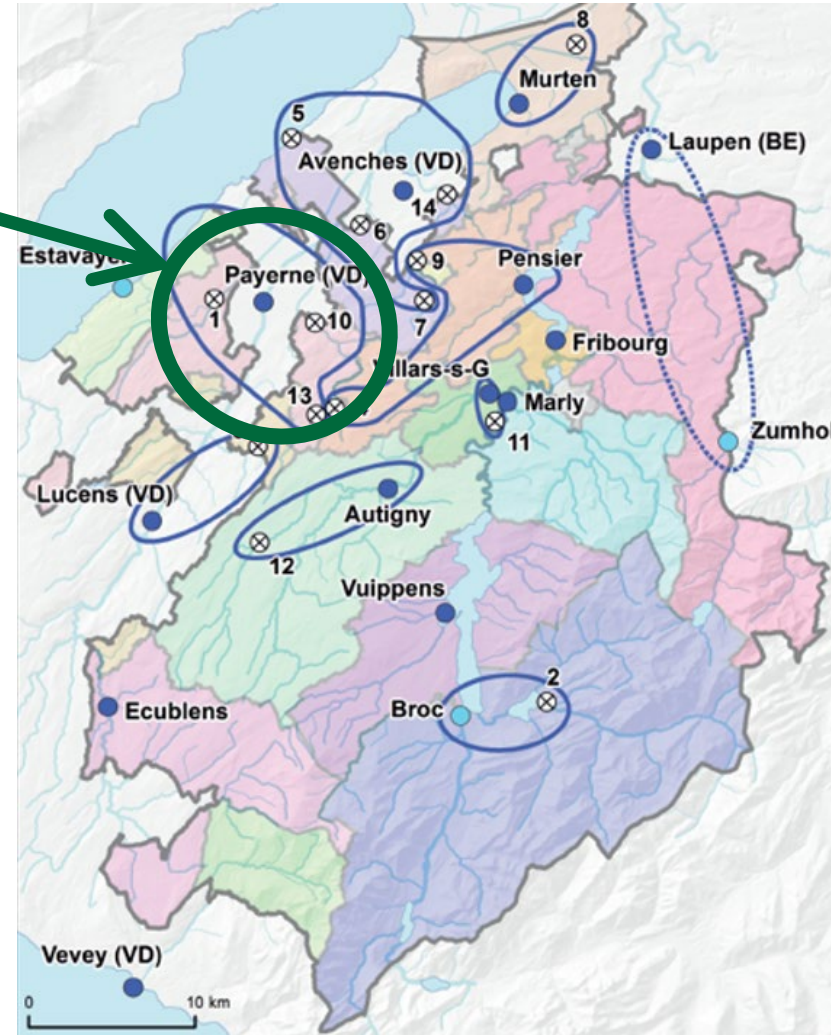 8
Murten
5
Laupen (BE)
Avenches (VD)
14
6
9
Pensier
Payerne (VD)
1
10
7
Fribourg
Villars-s-G
13
Marly
11
Lucens (VD)
Autigny
12
Vuippens
2
Ecublens
Broc
Vevey (VD)
0
10 km